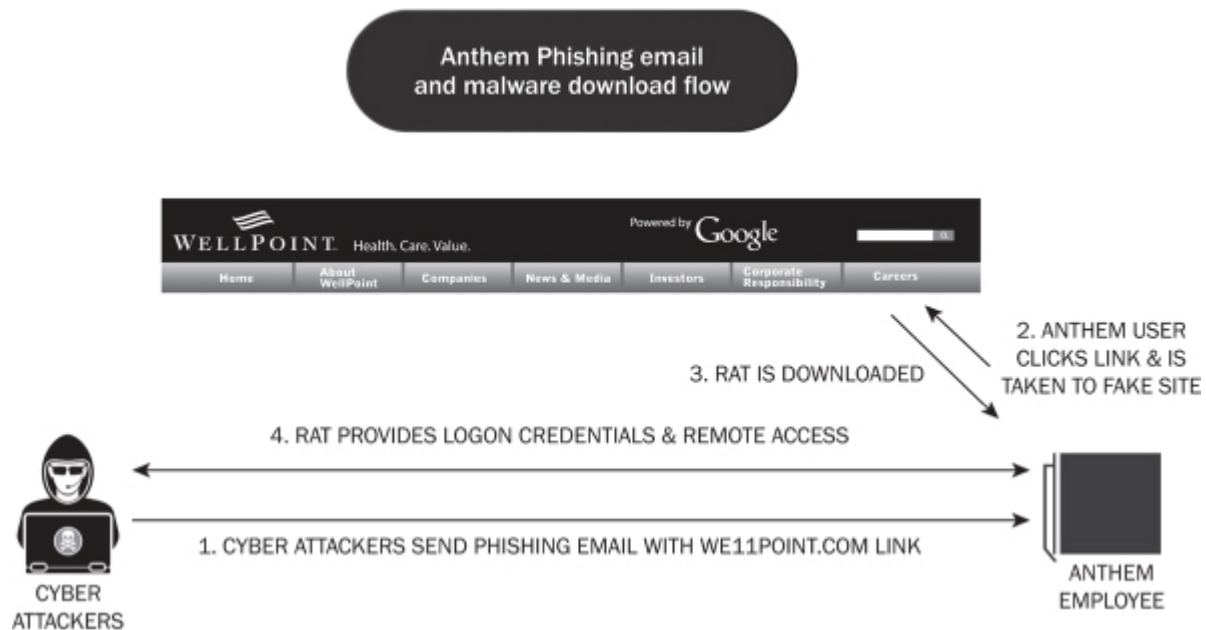 Anthem Phishing email
and malware download flow
WELLPOINT. Health. Care. Value.
Powered by Google
Home
About
WellPoint
Companies
News & Media
Investors
Corporate
Responsibility
Careers
2. ANTHEM USER
CLICKS LINK & IS
TAKEN TO FAKE SITE
3. RAT IS DOWNLOADED
4. RAT PROVIDES LOGON CREDENTIALS & REMOTE ACCESS
1. CYBER ATTACKERS SEND PHISHING EMAIL WITH WE11POINT.COM LINK
CYBER
ATTACKERS
ANTHEM
EMPLOYEE